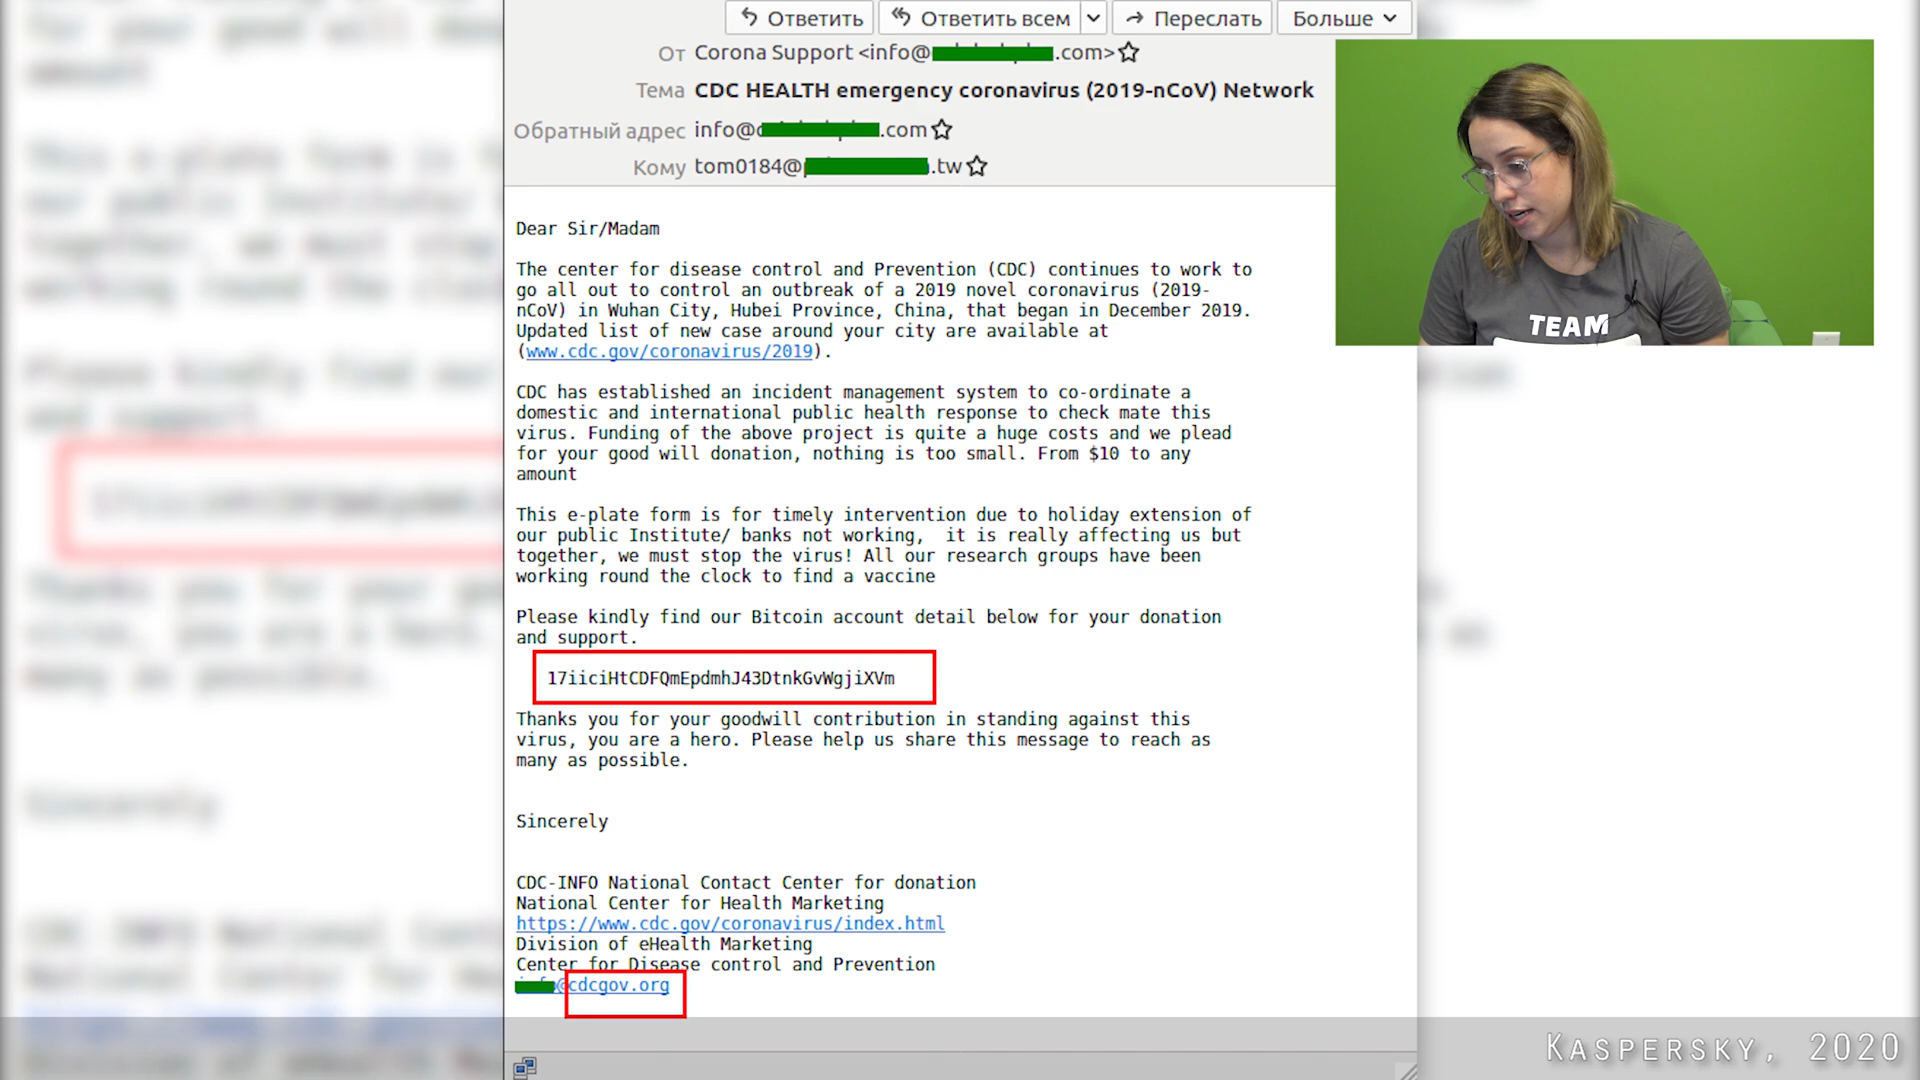 Ответить
Ответить всем
Переслать
Больше
От Corona Support <info@ .com>
Тема CDC HEALTH emergency coronavirus (2019-nCoV) Network
Обратный адрес info@ .com
Кому tom0184@ .tw
Dear Sir/Madam
The center for disease control and Prevention (CDC) continues to work to
go all out to control an outbreak of a 2019 novel coronavirus (2019-
nCoV) in Wuhan City, Hubei Province, China, that began in December 2019.
Updated list of new case around your city are available at
(www.cdc.gov/coronavirus/2019).
CDC has established an incident management system to co-ordinate a
domestic and international public health response to check mate this
virus. Funding of the above project is quite a huge costs and we plead
for your good will donation, nothing is too small. From $10 to any
amount
This e-plate form is for timely intervention due to holiday extension of
our public Institute/ banks not working,  it is really affecting us but
together, we must stop the virus! All our research groups have been
working round the clock to find a vaccine
Please kindly find our Bitcoin account detail below for your donation
and support.
17iiciHtCDFQmEpdmhJ43DtnkGvWgjiXVm
Thanks you for your goodwill contribution in standing against this
virus, you are a hero. Please help us share this message to reach as
many as possible.
Sincerely
CDC-INFO National Contact Center for donation
National Center for Health Marketing
https://www.cdc.gov/coronavirus/index.html
Division of eHealth Marketing
Center for Disease control and Prevention
@cdcgov.org
TEAM
KASPERSKY, 2020